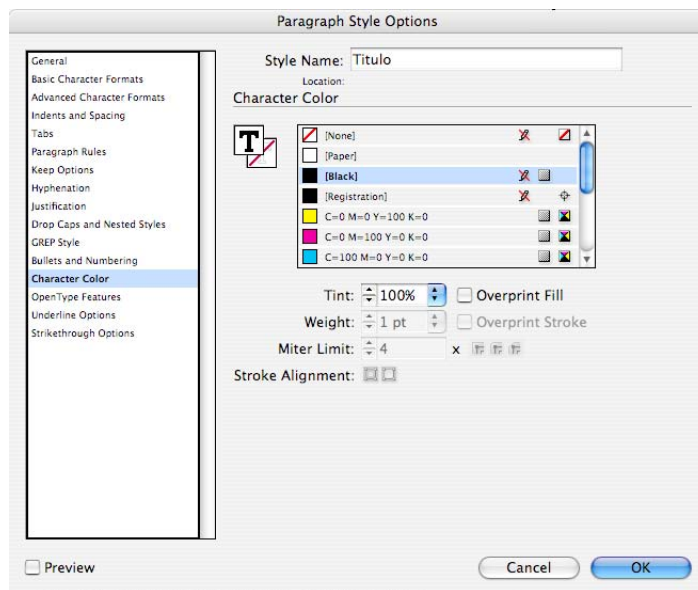 Paragraph Style Options
General
Basic Character Formats
Advanced Character Formats
Indents and Spacing
Tabs
Paragraph Rules
Keep Options
Hyphenation
Justification
Drop Caps and Nested Styles
GREP Style
Bullets and Numbering
Character Color
OpenType Features
Underline Options
Strikethrough Options
Style Name: Titulo
Location:
Character Color
T
[None]
[Paper]
[Black]
[Registration]
C=0 M=0 Y=100 K=0
C=0 M=100 Y=0 K=0
C=100 M=0 Y=0 K=0
Tint: 100% Overprint Fill
Weight: 1 pt Overprint Stroke
Miter Limit: 4 x
Stroke Alignment:
Preview Cancel OK